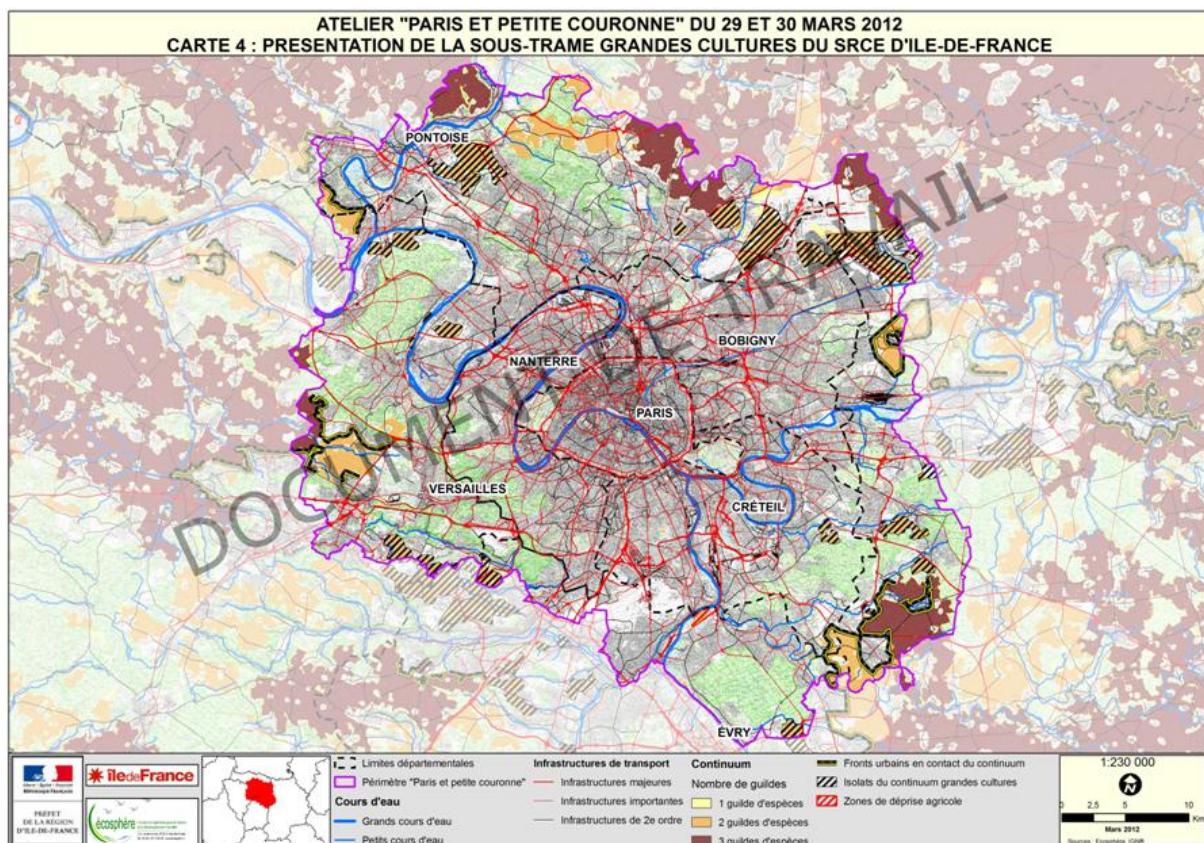 ATELIER "PARIS ET PETITE COURONNE" DU 29 ET 30 MARS 2012
CARTE 4 : PRESENTATION DE LA SOUS-TRAME GRANDES CULTURES DU SRCE D'ILE-DE-FRANCE
PONTOISE
BOBIGNY
NANTERRE
PARIS
VERSAILLES
CRÉTEIL
ÉVRY
DOCUMENT DE TRAVAIL
PRÉFET
DE LA RÉGION
D'ILE-DE-FRANCE
îledeFrance
écosphère
Limites départementales
Périmètre "Paris et petite couronne"
Cours d'eau
Grands cours d'eau
Petits cours d'eau
Infrastructures de transport
Infrastructures majeures
Infrastructures importantes
Infrastructures de 2e ordre
Continuum
Nombre de guildes
1 guilde d'espèces
2 guildes d'espèces
3 guildes d'espèces
Fronts urbains en contact du continuum
Isolats du continuum grandes cultures
Zones de déprise agricole
1:230 000
N
0 2.5 5 10
Km
Mars 2012